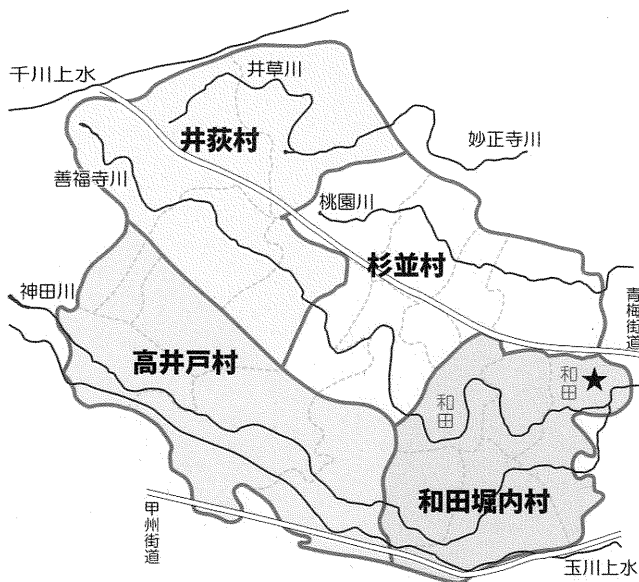 千川上水
井草川
井荻村
妙正寺川
善福寺川
桃園川
杉並村
神田川
青梅街道
高井戸村
和田
和田
和田堀内村
甲州街道
玉川上水